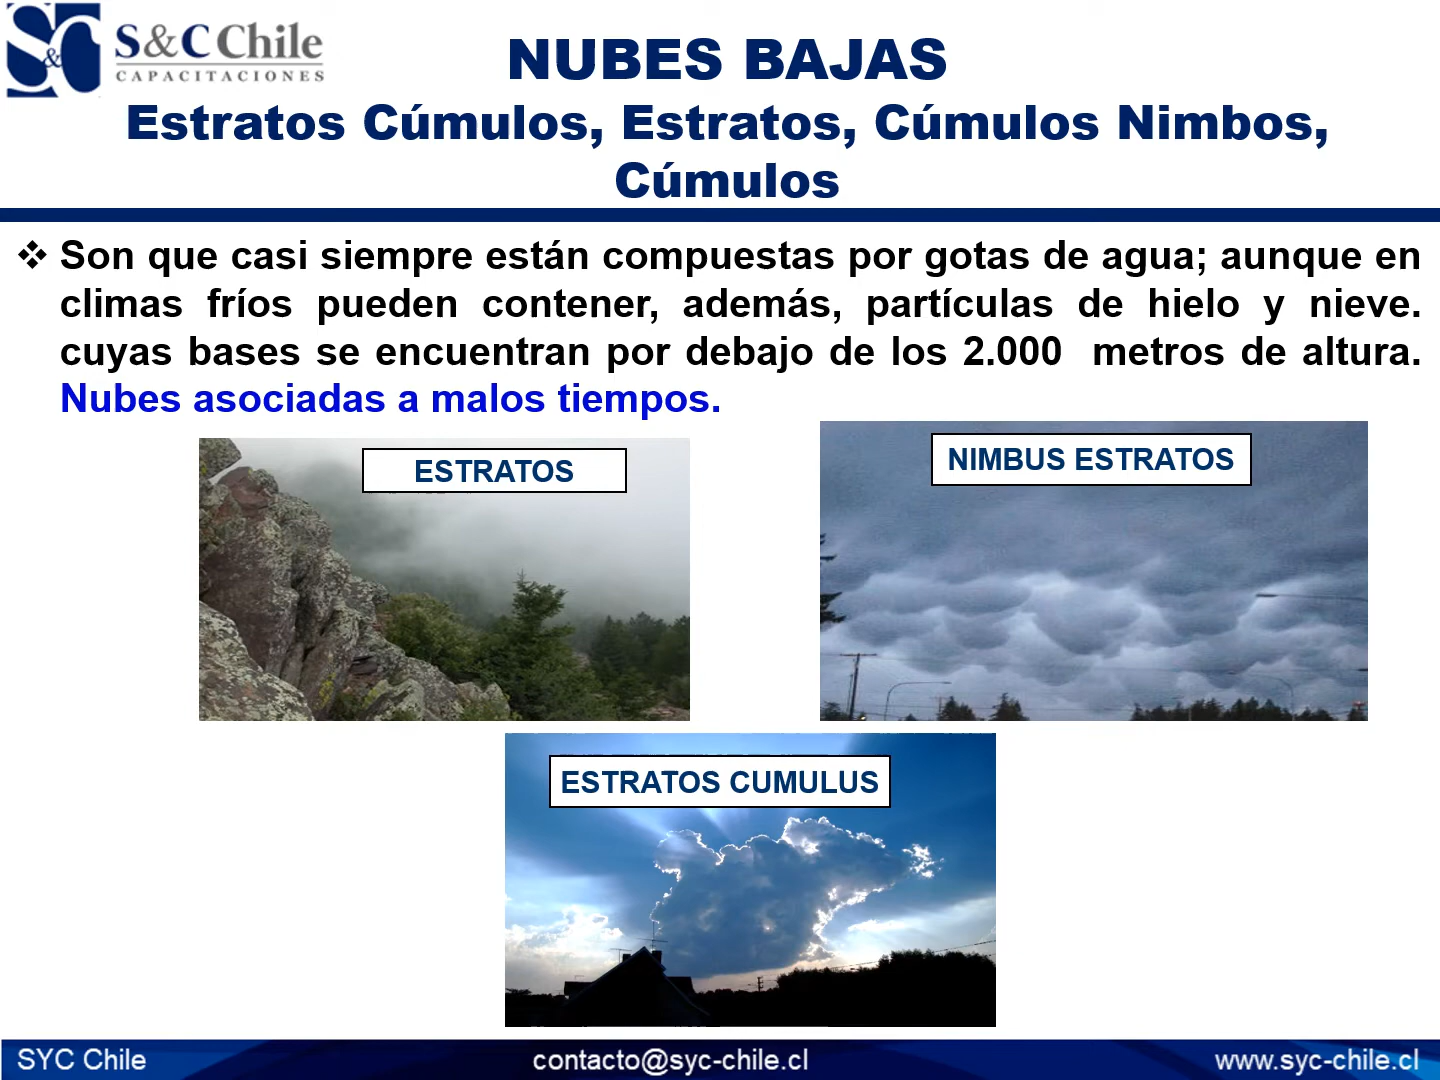 S&C Chile
CAPACITACIONES
NUBES BAJAS
Estratos Cúmulos, Estratos, Cúmulos Nimbos,
Cúmulos
❖ Son que casi siempre están compuestas por gotas de agua; aunque en
climas fríos pueden contener, además, partículas de hielo y nieve.
cuyas bases se encuentran por debajo de los 2.000 metros de altura.
Nubes asociadas a malos tiempos.
ESTRATOS
NIMBUS ESTRATOS
ESTRATOS CUMULUS
SYC Chile
contacto@syc-chile.cl
www.syc-chile.cl